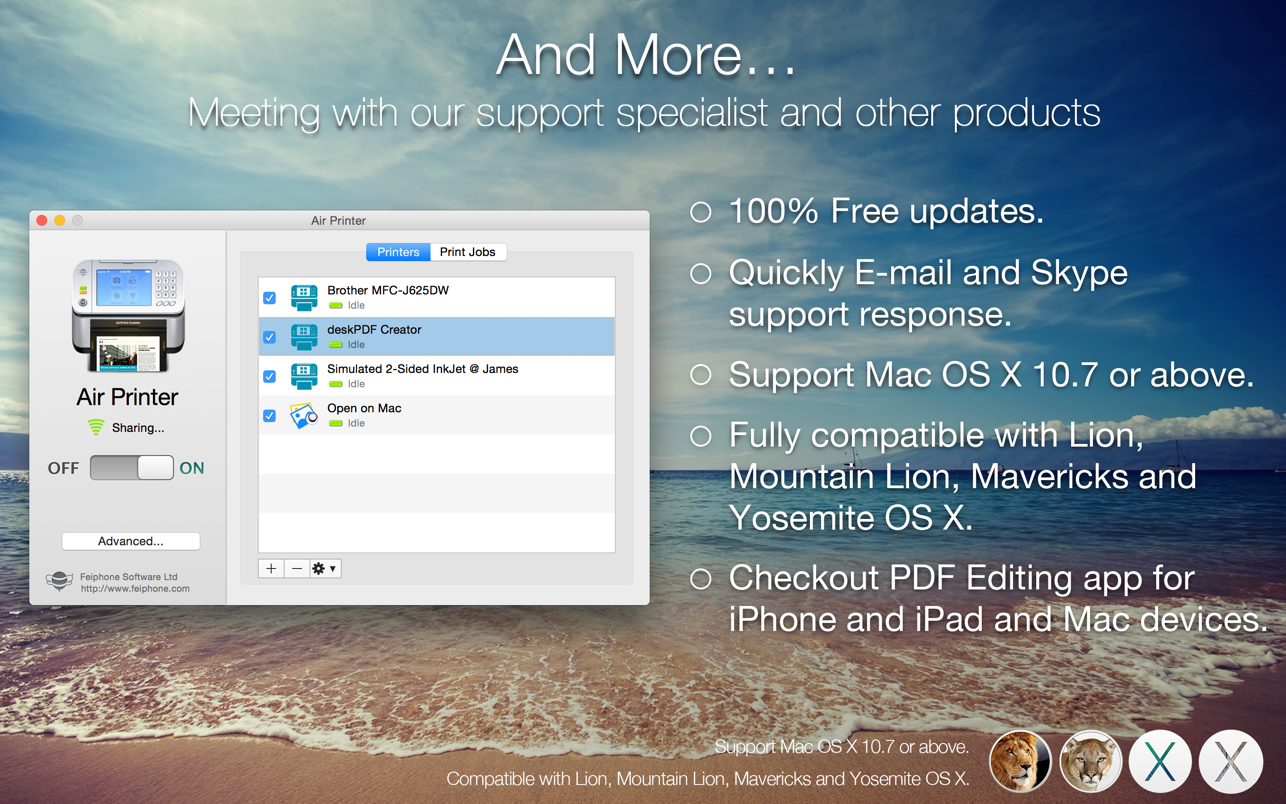 And More...
Meeting with our support specialist and other products
Air Printer
Printers
Print Jobs
Brother MFC-J625DW
Idle
deskPDF Creator
Idle
Simulated 2-Sided InkJet @ James
Idle
Open on Mac
Idle
Air Printer
Sharing...
OFF
ON
Advanced...
Feiphone Software Ltd
http://www.feiphone.com
100% Free updates.
Quickly E-mail and Skype
support response.
Support Mac OS X 10.7 or above.
Fully compatible with Lion,
Mountain Lion, Mavericks and
Yosemite OS X.
Checkout PDF Editing app for
iPhone and iPad and Mac devices.
Support Mac OS X 10.7 or above.
Compatible with Lion, Mountain Lion, Mavericks and Yosemite OS X.
X
X